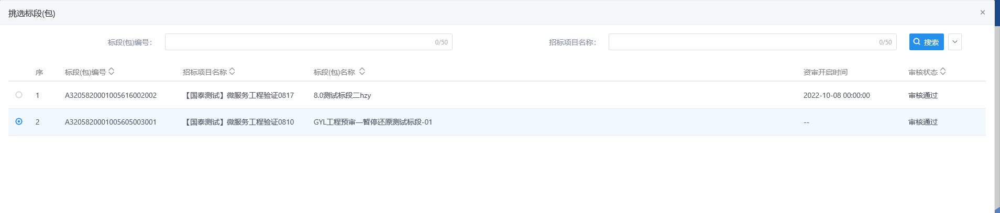 挑选标段(包)
标段(包)编号： 0/50 招标项目名称： 0/50 搜索
序 标段(包)编号 招标项目名称 标段(包)名称 资审开启时间 审核状态
1 A3205820001005616002002 【国泰测试】微服务工程验证0817 8.0测试标段二hzy 2022-10-08 00:00:00 审核通过
2 A3205820001005605003001 【国泰测试】微服务工程验证0810 GYL工程预审—暂停还原测试标段-01 -- 审核通过